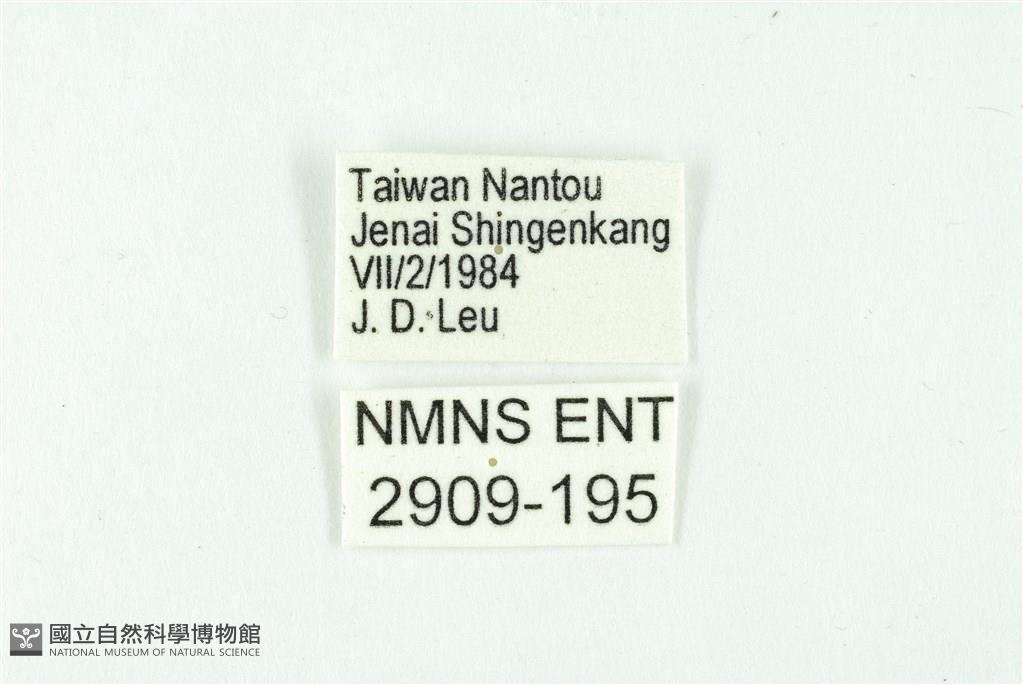 Taiwan Nantou
Jenai Shingenkang
VII/2/1984
J. D. Leu
NMNS ENT
2909-195
國立自然科學博物館
NATIONAL MUSEUM OF NATURAL SCIENCE